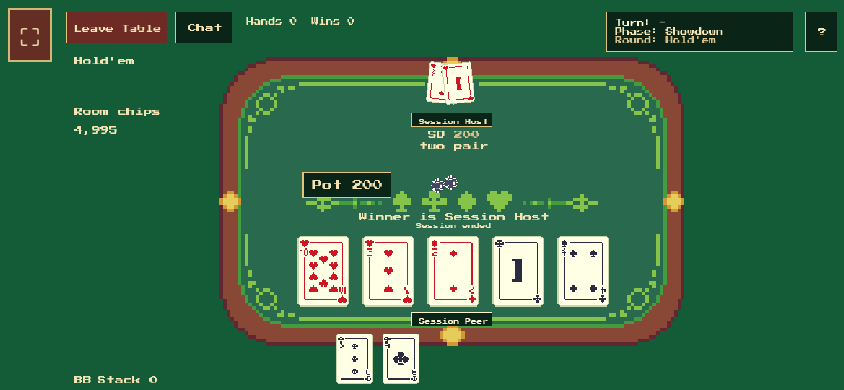 Leave Table
Chat
Hands 0 Wins 0
Turn: -
Phase: Showdown
Round: Hold'em
?
Hold'em
Room chips
4,995
Session Host
SD 200
two pair
Pot 200
Winner is Session Host
Session ended
Session Peer
BB Stack 0